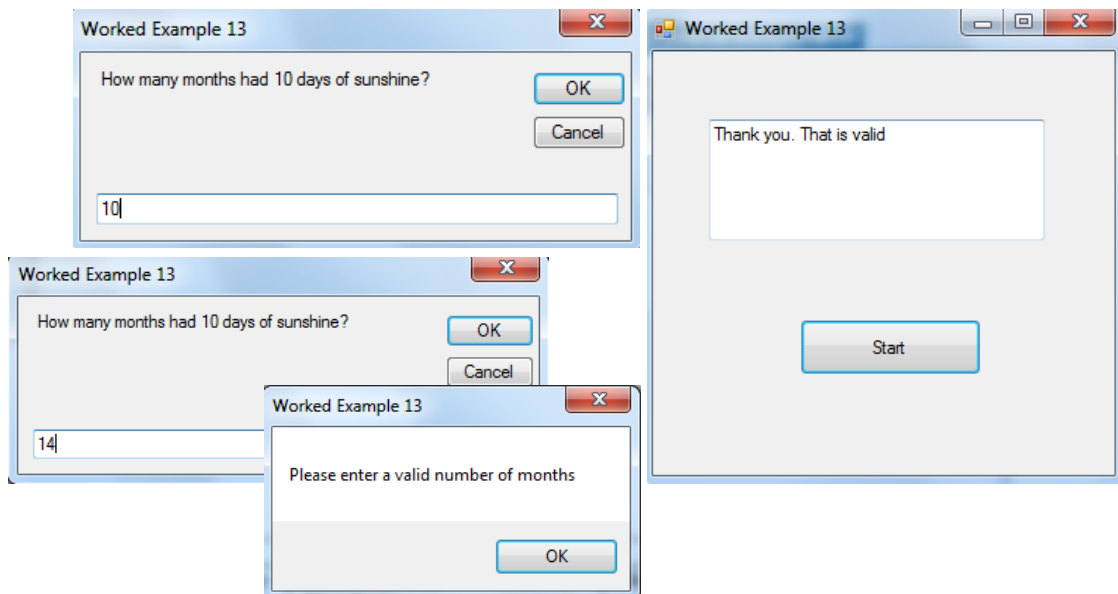 Worked Example 13
How many months had 10 days of sunshine?
OK
Cancel
10
Worked Example 13
Thank you. That is valid
Start
Worked Example 13
How many months had 10 days of sunshine?
OK
Cancel
14
Worked Example 13
Please enter a valid number of months
OK